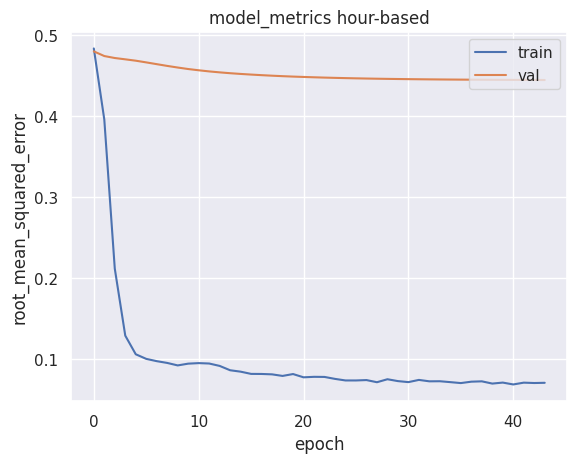 model_metrics hour-based
train
val
root_mean_squared_error
0.5
0.4
0.3
0.2
0.1
0
10
20
30
40
epoch